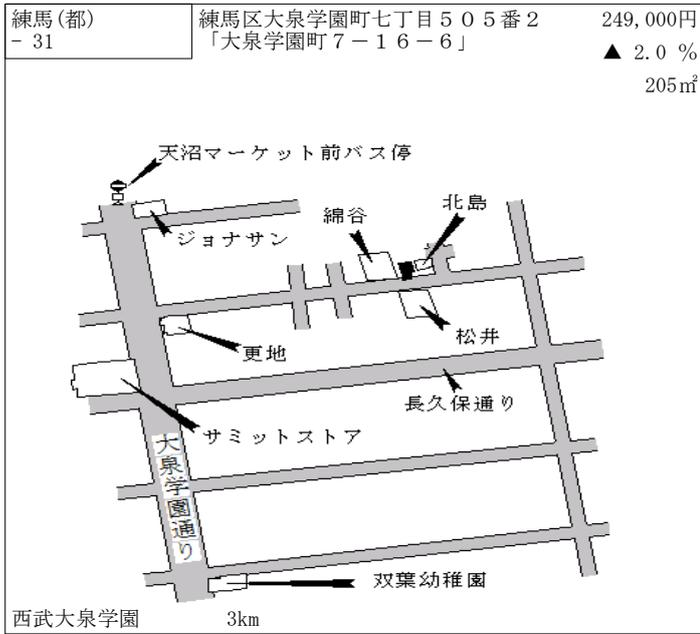 練馬(都)
- 31
練馬区大泉学園町七丁目５０５番２
「大泉学園町７－１６－６」
249,000円
▲ 2.0 %
205㎡
天沼マーケット前バス停
ジョナサン
綿谷
北島
更地
松井
長久保通り
サミットストア
大泉学園通り
双葉幼稚園
西武大泉学園 3km